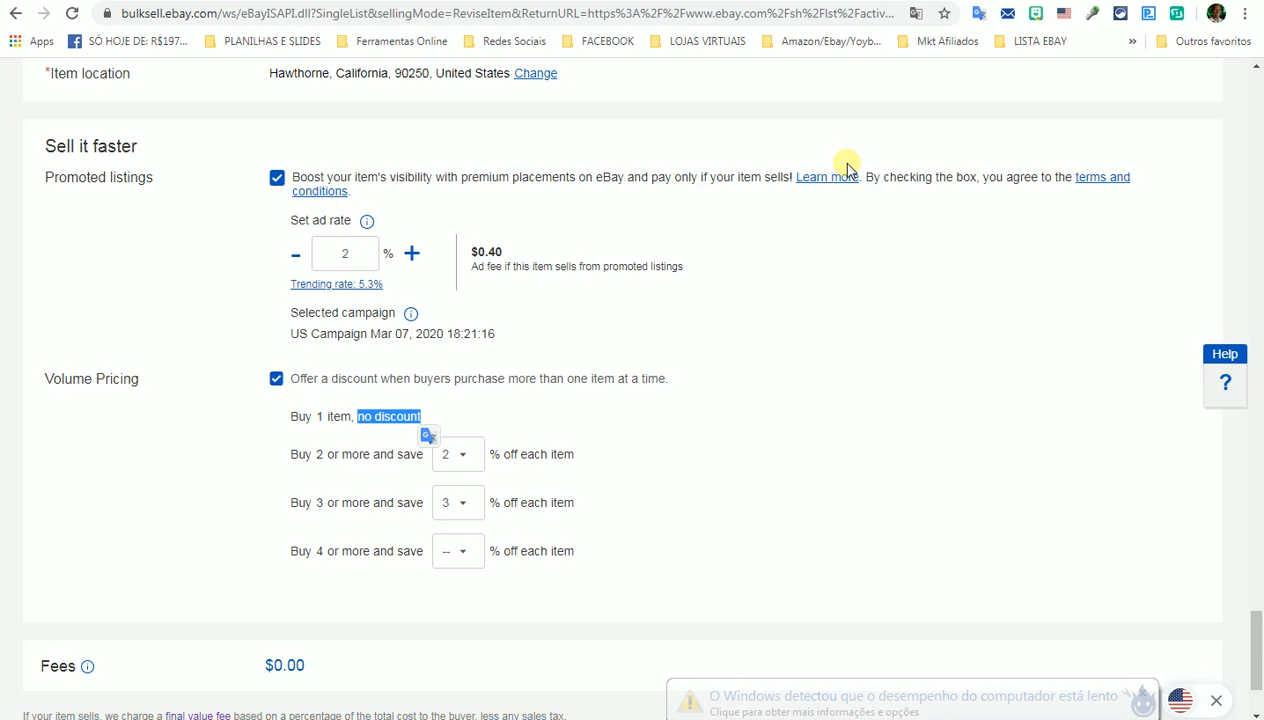 bulksell.ebay.com/ws/eBayISAPI.dll?SingleList&sellingMode=ReviseItem&ReturnURL=https%3A%2F%2Fwww.ebay.com%2Fsh%2Flst%2Factiv...
Apps SÓ HOJE DE: R$197... PLANILHAS E SLIDES Ferramentas Online Redes Sociais FACEBOOK LOJAS VIRTUAIS Amazon/Ebay/Yoyb... Mkt Afiliados LISTA EBAY » Outros favoritos
*Item location Hawthorne, California, 90250, United States Change
Sell it faster
Promoted listings Boost your item's visibility with premium placements on eBay and pay only if your item sells! Learn more. By checking the box, you agree to the terms and
conditions.
Set ad rate
- 2 % +
$0.40
Ad fee if this item sells from promoted listings
Trending rate: 5.3%
Selected campaign
US Campaign Mar 07, 2020 18:21:16
Help
?
Volume Pricing Offer a discount when buyers purchase more than one item at a time.
Buy 1 item, no discount
Buy 2 or more and save 2 % off each item
Buy 3 or more and save 3 % off each item
Buy 4 or more and save -- % off each item
Fees $0.00
O Windows detectou que o desempenho do computador está lento
Clique para obter mais informações e opções
If your item sells, we charge a final value fee based on a percentage of the total cost to the buyer, less any sales tax.